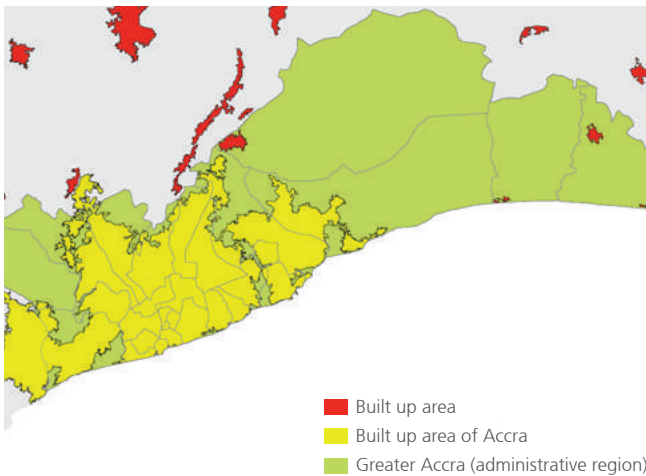 Built up area
Built up area of Accra
Greater Accra (administrative region)